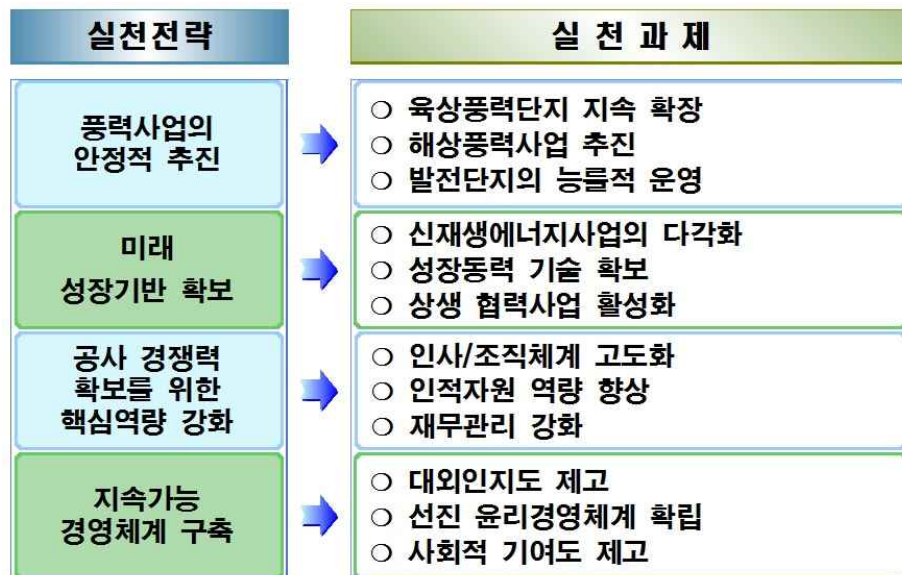 실천전략
실 천 과 제
풍력사업의
안정적 추진
❍ 육상풍력단지 지속 확장
❍ 해상풍력사업 추진
❍ 발전단지의 능률적 운영
미래
성장기반 확보
❍ 신재생에너지사업의 다각화
❍ 성장동력 기술 확보
❍ 상생 협력사업 활성화
공사 경쟁력
확보를 위한
핵심역량 강화
❍ 인사/조직체계 고도화
❍ 인적자원 역량 향상
❍ 재무관리 강화
지속가능
경영체계 구축
❍ 대외인지도 제고
❍ 선진 윤리경영체계 확립
❍ 사회적 기여도 제고